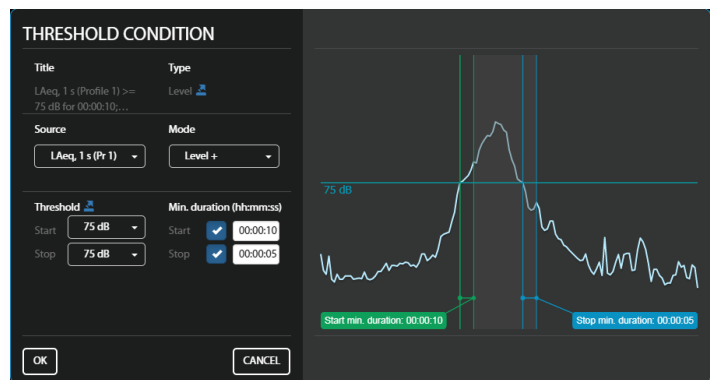 THRESHOLD CONDITION
Title
Type
LAeq, 1 s (Profile 1) >=
75 dB for 00:00:10;...
Level
Source
Mode
LAeq, 1 s (Pr 1)
Level +
Threshold
Min. duration (hh:mm:ss)
Start
75 dB
Start
00:00:10
Stop
75 dB
Stop
00:00:05
OK
CANCEL
75 dB
Start min. duration: 00:00:10
Stop min. duration: 00:00:05